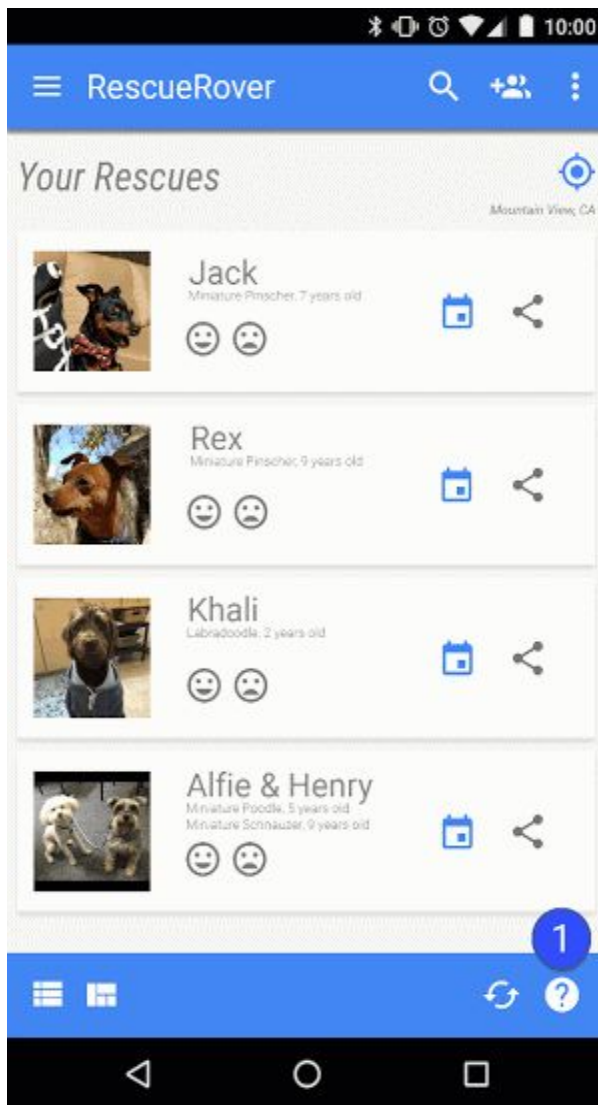 10:00
RescueRover
Your Rescues
Mountain View, CA
Jack
Miniature Pinscher, 7 years old
Rex
Miniature Pinscher, 9 years old
Khali
Labradoodle, 2 years old
Alfie & Henry
Miniature Poodle, 5 years old
Miniature Schnauzer, 9 years old
1